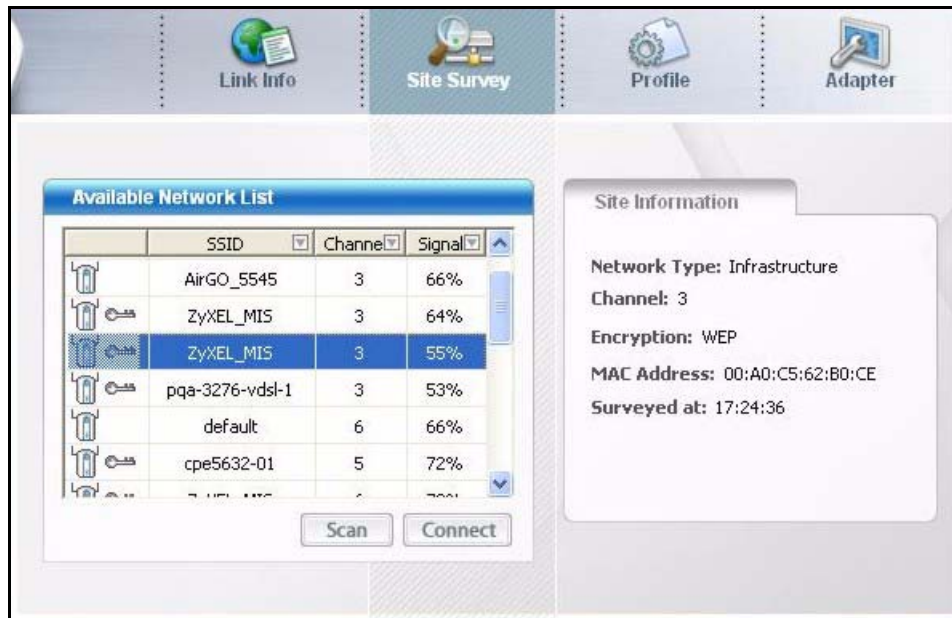 Link Info
Site Survey
Profile
Adapter
Available Network List
SSID Channe Signal
AirGO_5545 3 66%
ZyXEL_MIS 3 64%
ZyXEL_MIS 3 55%
pqa-3276-vdsl-1 3 53%
default 6 66%
cpe5632-01 5 72%
Scan
Connect
Site Information
Network Type: Infrastructure
Channel: 3
Encryption: WEP
MAC Address: 00:A0:C5:62:B0:CE
Surveyed at: 17:24:36